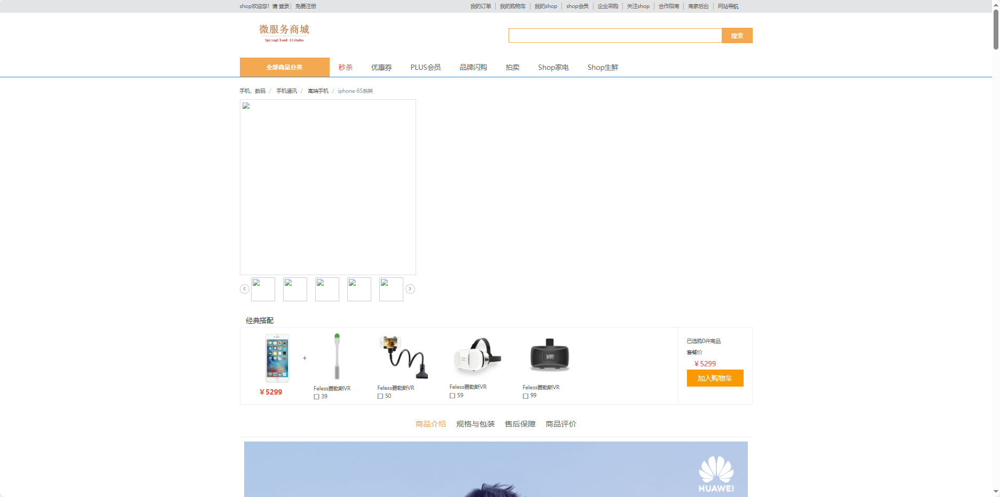 shop欢迎您！请 登录 免费注册 我的订单 我的购物车 我的shop shop会员 企业采购 关注shop 合作招商 商家后台 网站导航
微服务商城
SpringCloud Alibaba
搜索
全部商品分类 秒杀 优惠券 PLUS会员 品牌闪购 拍卖 Shop家电 Shop生鲜
手机、数码 / 手机通讯 / 高端手机 / iphone 6S系类
经典搭配
+
VR
￥5299
Feless费勒斯VR
39
Feless费勒斯VR
50
Feless费勒斯VR
59
Feless费勒斯VR
99
已选购0件商品
套餐价
￥5299
加入购物车
商品介绍 规格与包装 售后保障 商品评价
HUAWEI